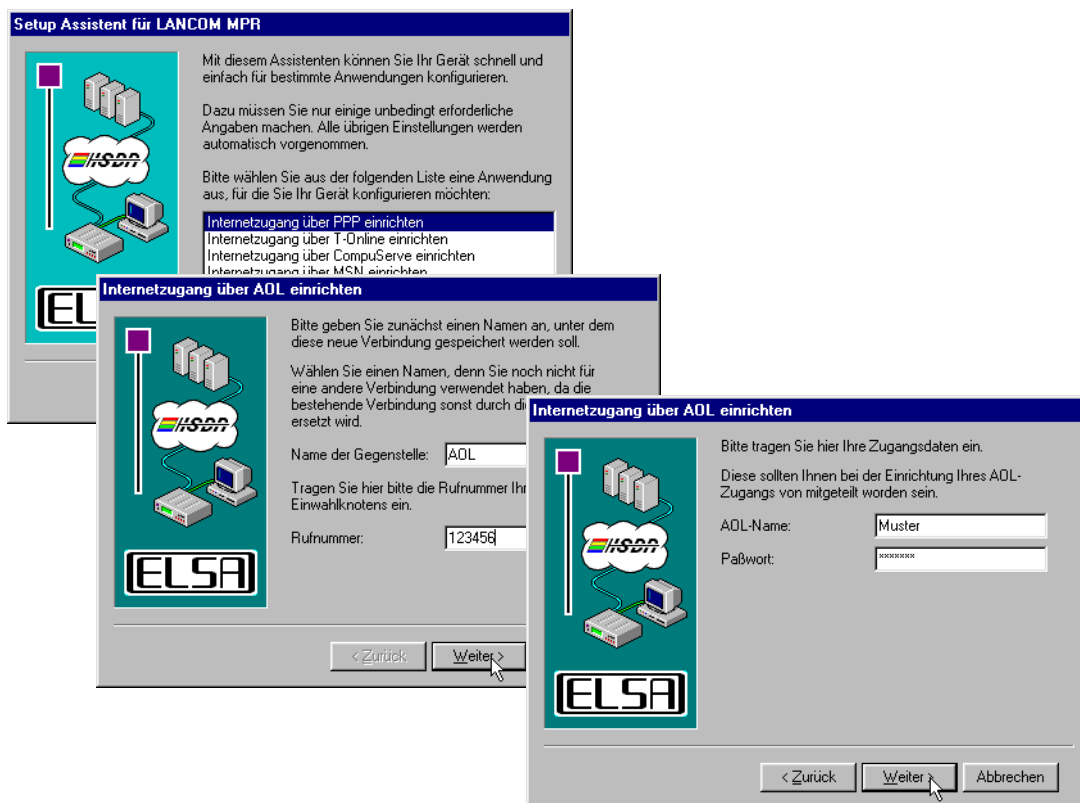 Setup Assistent für LANCOM MPR
Mit diesem Assistenten können Sie Ihr Gerät schnell und
einfach für bestimmte Anwendungen konfigurieren.
Dazu müssen Sie nur einige unbedingt erforderliche
Angaben machen. Alle übrigen Einstellungen werden
automatisch vorgenommen.
Bitte wählen Sie aus der folgenden Liste eine Anwendung
aus, für die Sie Ihr Gerät konfigurieren möchten:
Internetzugang über PPP einrichten
Internetzugang über T-Online einrichten
Internetzugang über CompuServe einrichten
Internetzugang über MSN einrichten
EL
Internetzugang über AOL einrichten
Bitte geben Sie zunächst einen Namen an, unter dem
diese neue Verbindung gespeichert werden soll.
Wählen Sie einen Namen, denn Sie noch nicht für
eine andere Verbindung verwendet haben, da die
bestehende Verbindung sonst durch di
ersetzt wird.
Name der Gegenstelle: AOL
Tragen Sie hier bitte die Rufnummer Ihr
Einwahlknotens ein.
Rufnummer: 123456
ELSA
< Zurück Weiter >
Internetzugang über AOL einrichten
Bitte tragen Sie hier Ihre Zugangsdaten ein.
Diese sollten Ihnen bei der Einrichtung Ihres AOL-
Zugangs von mitgeteilt worden sein.
AOL-Name: Muster
Paßwort: *******
ELSA
< Zurück Weiter > Abbrechen